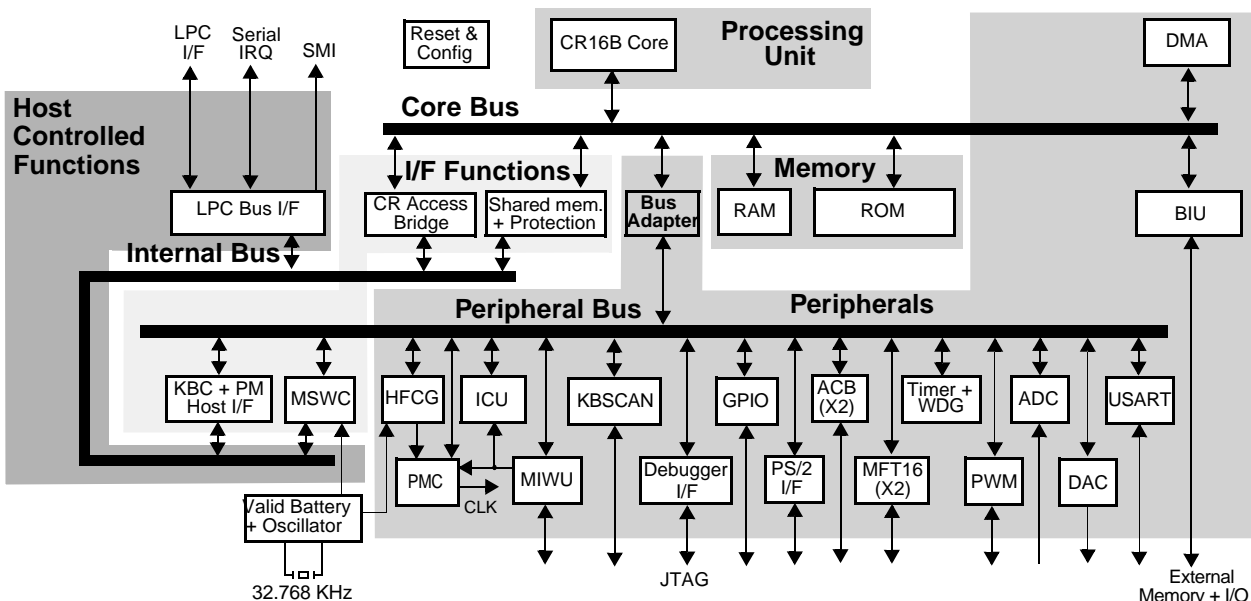 LPC
I/F
Serial
IRQ
SMI
Reset &
Config
CR16B Core
Processing
Unit
DMA
Host
Controlled
Functions
Core Bus
I/F Functions
Memory
LPC Bus I/F
CR Access
Bridge
Shared mem.
+ Protection
Bus
Adapter
RAM
ROM
BIU
Internal Bus
Peripheral Bus
Peripherals
KBC + PM
Host I/F
MSWC
HFCG
ICU
KBSCAN
GPIO
ACB
(X2)
Timer +
WDG
ADC
USART
PMC
MIWU
Debugger
I/F
PS/2
I/F
MFT16
(X2)
PWM
DAC
CLK
Valid Battery
+ Oscillator
32.768 KHz
JTAG
External
Memory + I/O